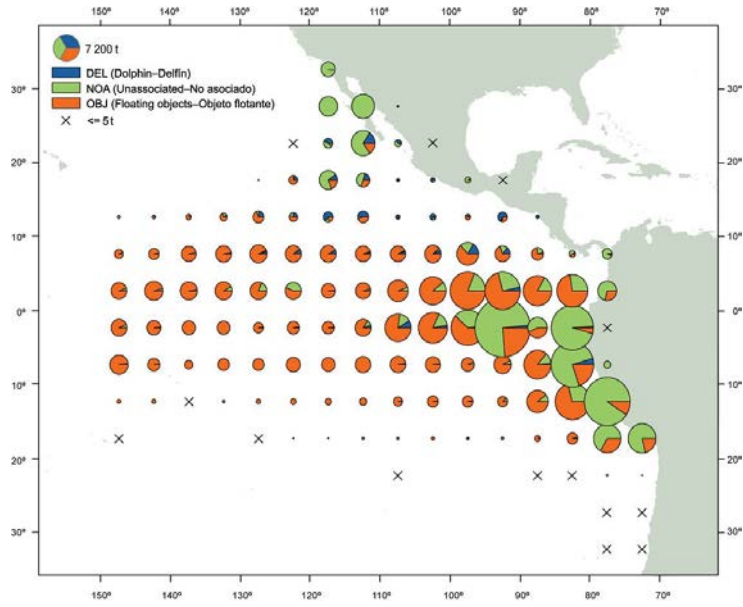 150° 140° 130° 120° 110° 100° 90° 80° 70°
7 200 t
DEL (Dolphin–Delfín)
NOA (Unassociated–No asociado)
OBJ (Floating objects–Objeto flotante)
<= 5 t
30° 30°
20° 20°
10° 10°
0° 0°
10° 10°
20° 20°
30° 30°
150° 140° 130° 120° 110° 100° 90° 80° 70°